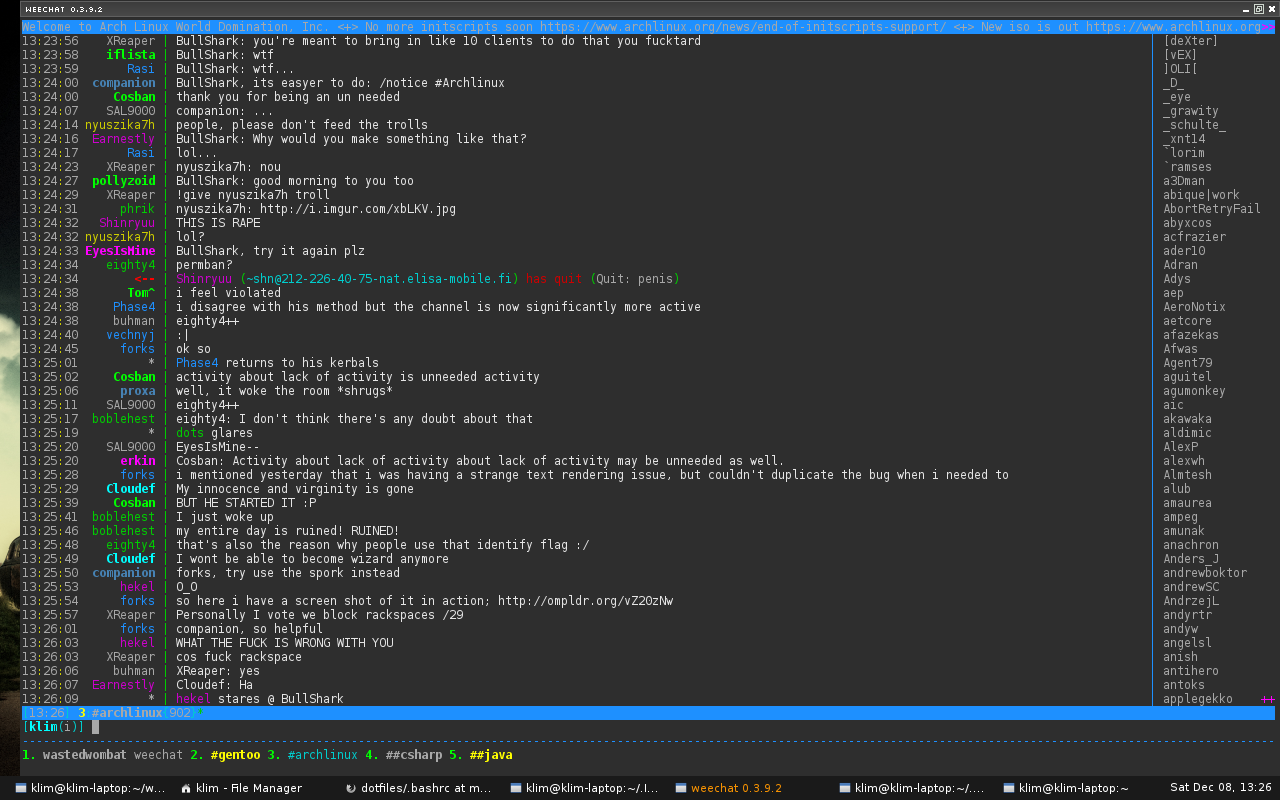 WEECHAT 0.3.9.2
Welcome to Arch Linux World Domination, Inc. <+> No more initscripts soon https://www.archlinux.org/news/end-of-initscripts-support/ <+> New iso is out https://www.archlinux.org>>
13:23:56 XReaper | BullShark: you're meant to bring in like 10 clients to do that you fucktard
13:23:58 iflista | BullShark: wtf
13:23:59 Rasi | BullShark: wtf...
13:24:00 companion | BullShark, its easyer to do: /notice #Archlinux
13:24:00 Cosban | thank you for being an un needed
13:24:07 SAL9000 | companion: ...
13:24:14 nyuszika7h | people, please don't feed the trolls
13:24:16 Earnestly | BullShark: Why would you make something like that?
13:24:17 Rasi | lol...
13:24:23 XReaper | nyuszika7h: nou
13:24:27 pollyzoid | BullShark: good morning to you too
13:24:29 XReaper | !give nyuszika7h troll
13:24:31 phrik | nyuszika7h: http://i.imgur.com/xbLKV.jpg
13:24:32 Shinryuu | THIS IS RAPE
13:24:32 nyuszika7h | lol?
13:24:33 EyesIsMine | BullShark, try it again plz
13:24:34 eighty4 | perman?
13:24:34 <-- | Shinryuu (~shn@212-226-40-75-nat.elisa-mobile.fi) has quit (Quit: penis)
13:24:38 Tom^ | i feel violated
13:24:38 Phase4 | i disagree with his method but the channel is now significantly more active
13:24:38 buhman | eighty4++
13:24:40 vechnyj | :|
13:24:45 forks | ok so
13:25:01 * | Phase4 returns to his kerbals
13:25:02 Cosban | activity about lack of activity is unneeded activity
13:25:06 proxa | well, it woke the room *shrugs*
13:25:11 SAL9000 | eighty4++
13:25:17 boblehest | eighty4: I don't think there's any doubt about that
13:25:19 * | dots glares
13:25:20 SAL9000 | EyesIsMine--
13:25:20 erkin | Cosban: Activity about lack of activity about lack of activity may be unneeded as well.
13:25:28 forks | i mentioned yesterday that i was having a strange text rendering issue, but couldn't duplicate the bug when i needed to
13:25:29 Cloudef | My innocence and virginity is gone
13:25:39 Cosban | BUT HE STARTED IT :P
13:25:41 boblehest | I just woke up
13:25:46 boblehest | my entire day is ruined! RUINED!
13:25:48 eighty4 | that's also the reason why people use that identify flag :/
13:25:49 Cloudef | I wont be able to become wizard anymore
13:25:50 companion | forks, try use the spork instead
13:25:53 hekel | O_O
13:25:54 forks | so here i have a screen shot of it in action; http://ompldr.org/vZ20zNw
13:25:57 XReaper | Personally I vote we block rackspaces /29
13:26:01 forks | companion, so helpful
13:26:03 hekel | WHAT THE FUCK IS WRONG WITH YOU
13:26:03 XReaper | cos fuck rackspace
13:26:06 buhman | XReaper: yes
13:26:07 Earnestly | Cloudef: Ha
13:26:09 * | hekel stares @ BullShark
[deXter]
[vEX]
]OLI[
_D_
_eye
_grawity
_schulte_
_xnt14
`lorim
`ramses
a3Dman
abique|work
AbortRetryFail
abyxcos
acfrazier
ader10
Adran
Adys
aep
AeroNotix
aetcore
afazekas
Afwas
Agent79
aguitel
agumonkey
aic
akawaka
aldimic
AlexP
alexwh
Almtesh
alub
amaurea
ampeg
amunak
anachron
Anders_J
andrewboktor
andrewSC
AndrzejL
andyrtr
andyw
angelsl
anish
antihero
antoks
applegekko ++
[13:26] 3 #archlinux(902)*
[klim(i)]
1. wastedwombat weechat 2. #gentoo 3. #archlinux 4. ##csharp 5. ##java
klim@klim-laptop:~/w... klim - File Manager dotfiles/.bashrc at m... klim@klim-laptop:~/.I... weechat 0.3.9.2 klim@klim-laptop:~/.... klim@klim-laptop:~ Sat Dec 08, 13:26